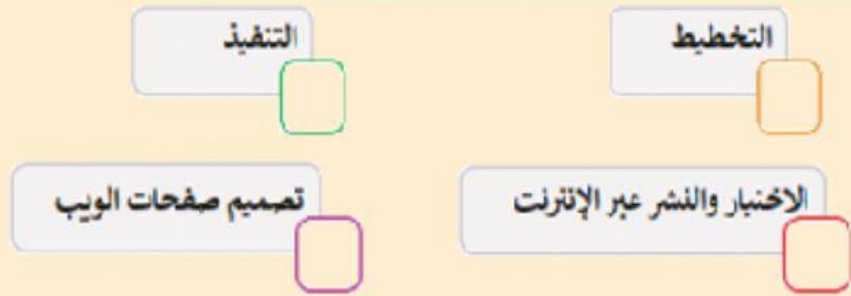 التخطيط
التنفيذ
الاختبار والنشر عبر الإنترنت
تصميم صفحات الويب